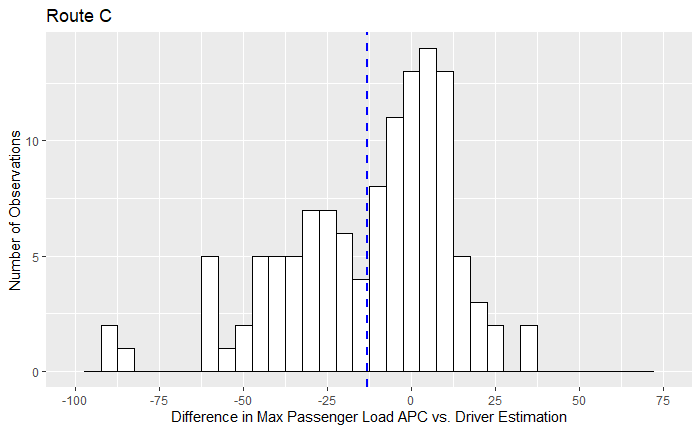 Route C
Number of Observations
10
5
0
-100 -75 -50 -25 0 25 50 75
Difference in Max Passenger Load APC vs. Driver Estimation